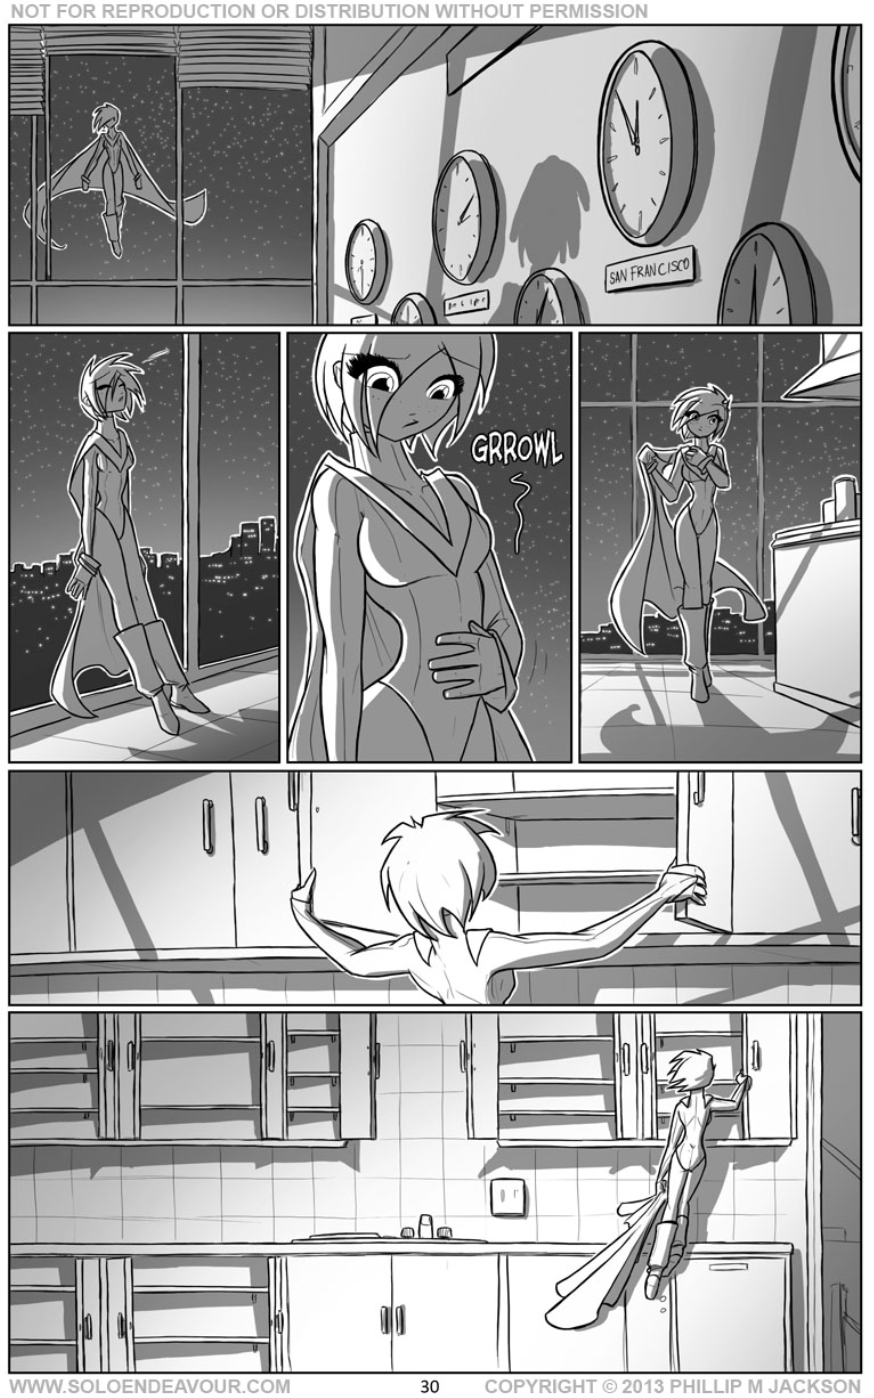 NOT FOR REPRODUCTION OR DISTRIBUTION WITHOUT PERMISSION
SAN FRANCISCO
GRROWL
WWW.SOLOENDEAVOUR.COM
30
COPYRIGHT © 2013 PHILLIP M JACKSON